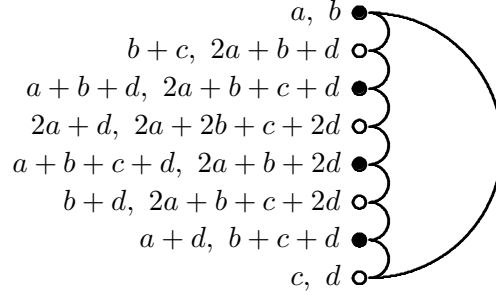 a, b
b + c, 2a + b + d
a + b + d, 2a + b + c + d
2a + d, 2a + 2b + c + 2d
a + b + c + d, 2a + b + 2d
b + d, 2a + b + c + 2d
a + d, b + c + d
c, d